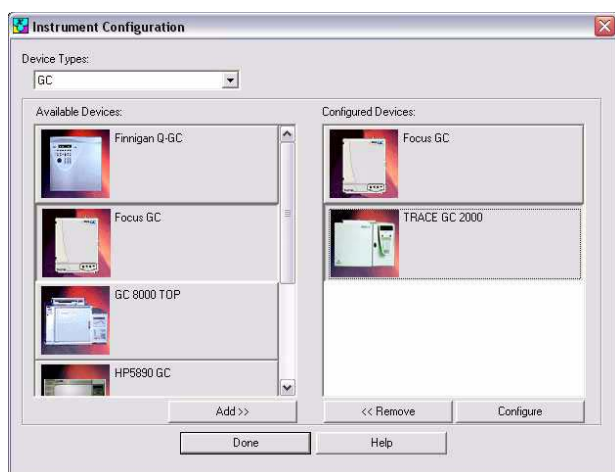 Instrument Configuration
Device Types:
GC
Available Devices:
Finnigan Q-GC
Focus GC
GC 8000 TOP
HP5890 GC
Configured Devices:
Focus GC
TRACE GC 2000
Add >>
<< Remove
Configure
Done
Help